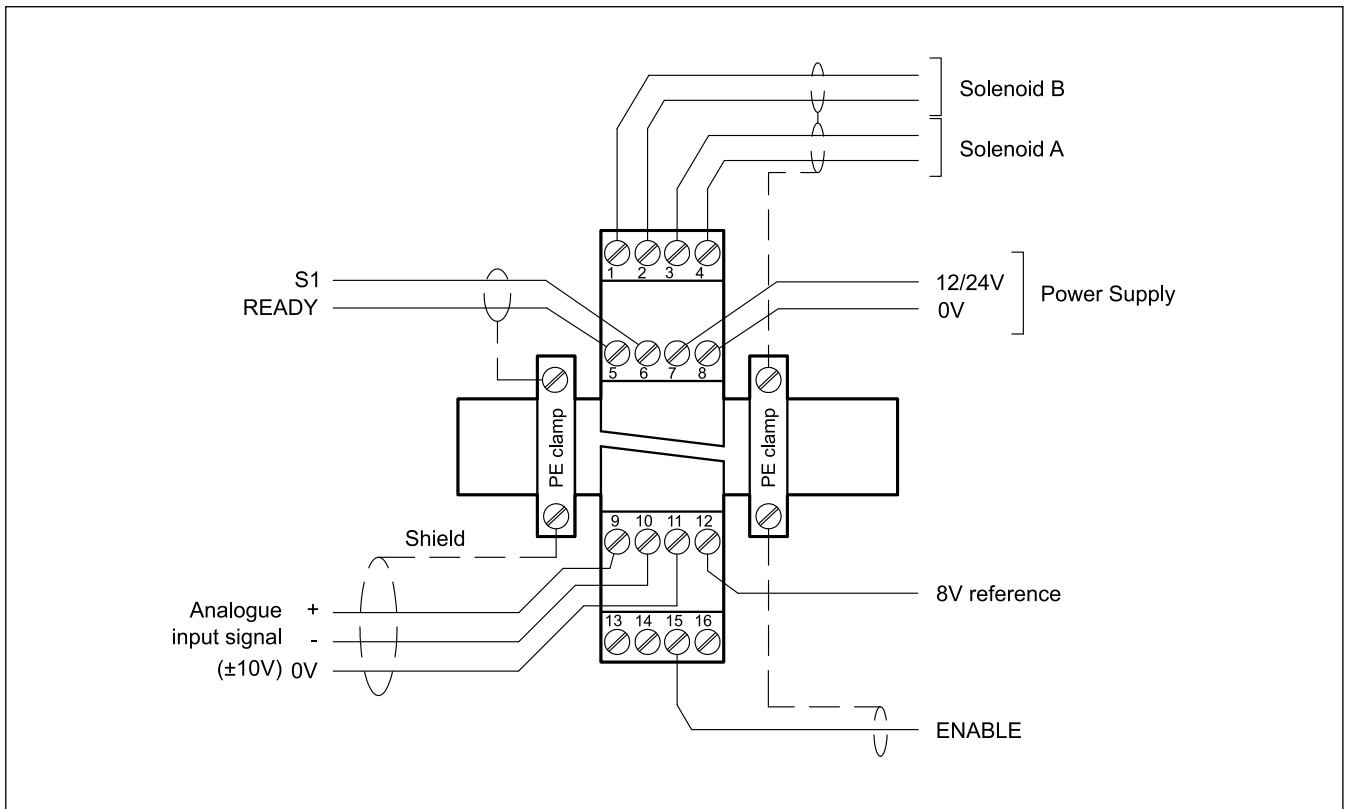 Solenoid B
Solenoid A
1 2 3 4
S1
READY
12/24V
0V
Power Supply
5 6 7 8
PE clamp
PE clamp
9 10 11 12
Shield
8V reference
Analogue +
input signal -
(±10V) 0V
13 14 15 16
ENABLE